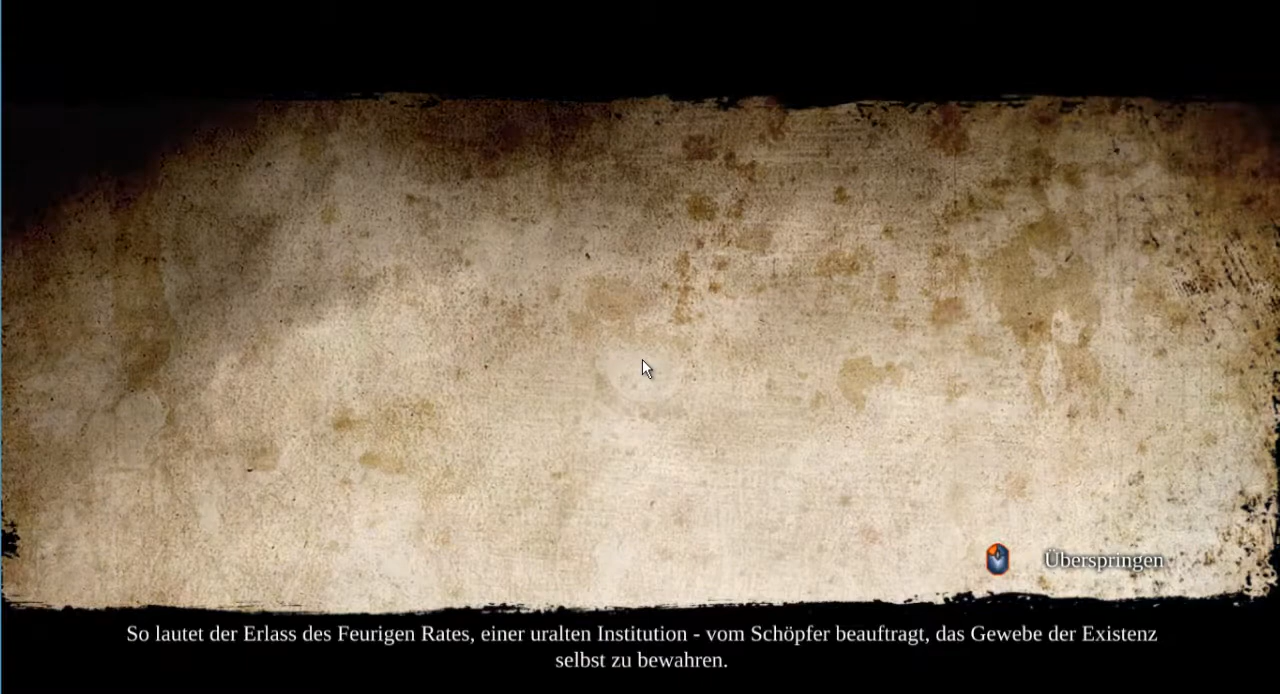 Überspringen
So lautet der Erlass des Feurigen Rates, einer uralten Institution - vom Schöpfer beauftragt, das Gewebe der Existenz
selbst zu bewahren.